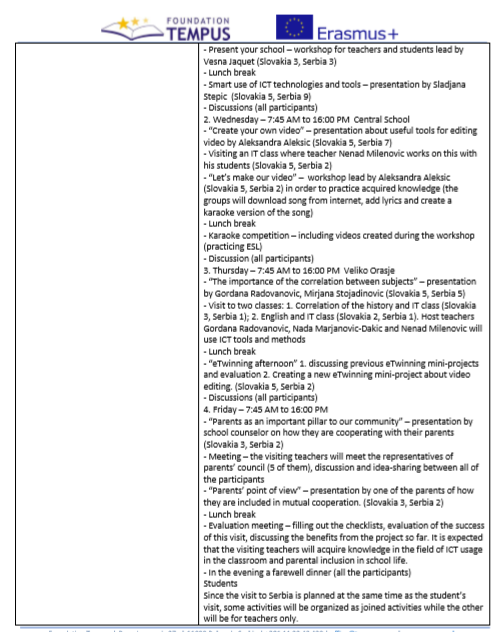 FOUNDATION
TEMPUS
Erasmus+
- Present your school – workshop for teachers and students lead by
Vesna Jaquet (Slovakia 3, Serbia 3)
- Lunch break
- Smart use of ICT technologies and tools – presentation by Sladjana
Stepic (Slovakia 5, Serbia 9)
- Discussions (all participants)
2. Wednesday – 7:45 AM to 16:00 PM Central School
- “Create your own video” – presentation about useful tools for editing
video by Aleksandra Aleksic (Slovakia 5, Serbia 7)
- Visiting an IT class where teacher Nenad Milenovic works on this with
his students (Slovakia 5, Serbia 2)
- “Let’s make our video” – workshop lead by Aleksandra Aleksic
(Slovakia 5, Serbia 2) in order to practice acquired knowledge (the
groups will download song from internet, add lyrics and create a
karaoke version of the song)
- Lunch break
- Karaoke competition – including videos created during the workshop
(practicing ESL)
- Discussion (all participants)
3. Thursday – 7:45 AM to 16:00 PM Veliko Orasje
- “The importance of the correlation between subjects” – presentation
by Gordana Radovanovic, Mirjana Stojadinovic (Slovakia 5, Serbia 5)
- Visit to two classes: 1. Correlation of the history and IT class (Slovakia
3, Serbia 1); 2. English and IT class (Slovakia 2, Serbia 1). Host teachers
Gordana Radovanovic, Nada Marjanovic-Dakic and Nenad Milenovic will
use ICT tools and methods
- Lunch break
- “eTwinning afternoon” 1. discussing previous eTwinning mini-projects
and evaluation 2. Creating a new eTwinning mini-project about video
editing. (Slovakia 5, Serbia 2)
- Discussions (all participants)
4. Friday – 7:45 AM to 16:00 PM
- “Parents as an important pillar to our community” – presentation by
school counselor on how they are cooperating with their parents
(Slovakia 3, Serbia 2)
- Meeting – the visiting teachers will meet the representatives of
parents’ council (5 of them), discussion and idea-sharing between all of
the participants
- “Parents’ point of view” – presentation by one of the parents of how
they are included in mutual cooperation. (Slovakia 3, Serbia 2)
- Lunch break
- Evaluation meeting – filling out the checklists, evaluation of the success
of this visit, discussing the benefits from the project so far. It is expected
that the visiting teachers will acquire knowledge in the field of ICT usage
in the classroom and parental inclusion in school life.
- In the evening a farewell dinner (all the participants)
Students
Since the visit to Serbia is planned at the same time as the student’s
visit, some activities will be organized as joined activities while the other
will be for teachers only.